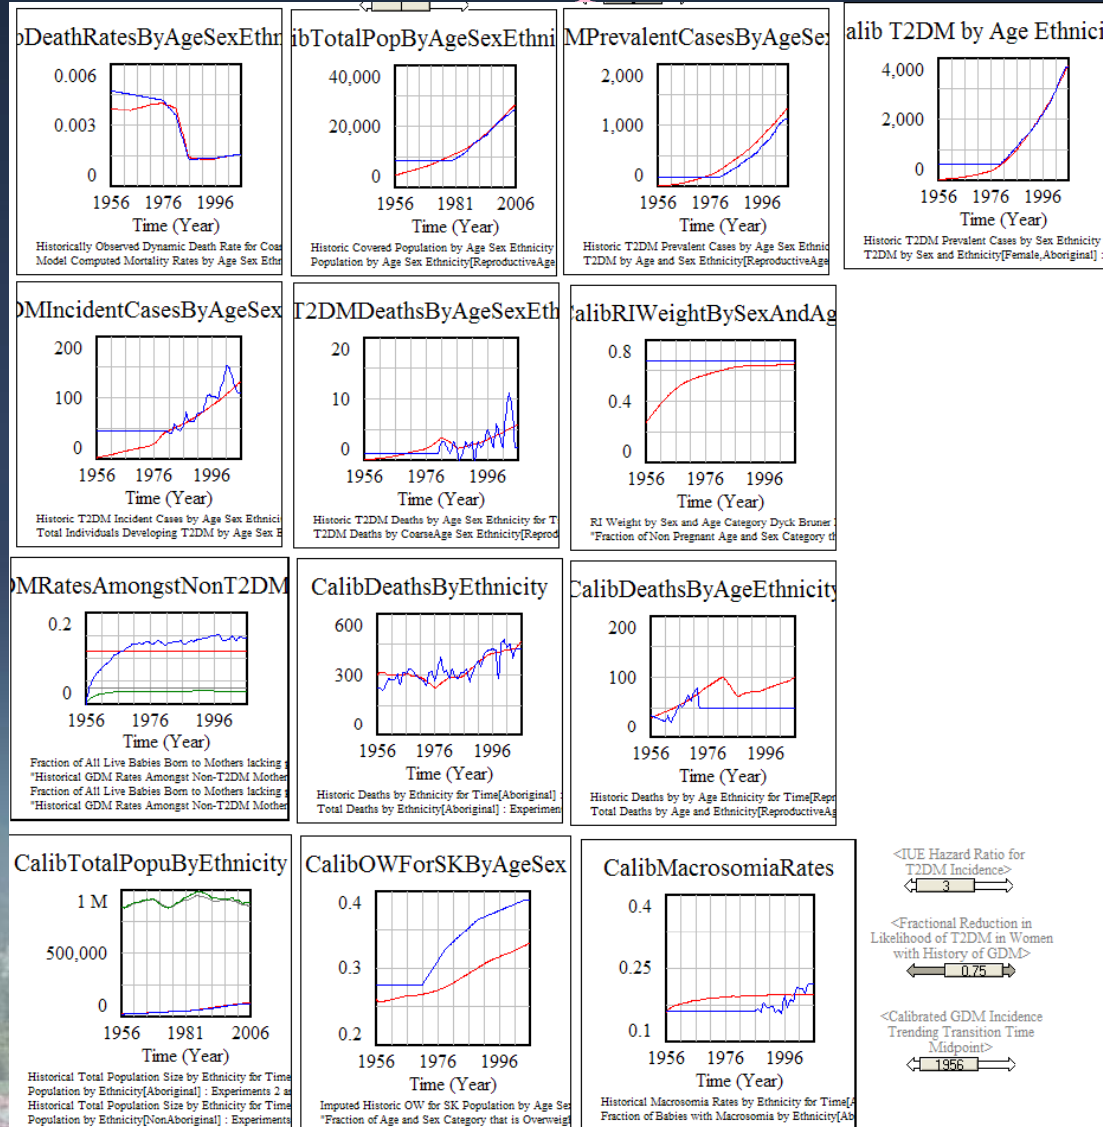 bDeathRatesByAgeSexEthn
0.006
0.003
0
1956 1976 1996
Time (Year)
Historically Observed Dynamic Death Rate for Coar
Model Computed Mortality Rates by Age Sex Ethn
ibTotalPopByAgeSexEthni
40,000
20,000
0
1956 1981 2006
Time (Year)
Historic Covered Population by Age Sex Ethnicity
Population by Age Sex Ethnicity[ReproductiveAge
MPrevalentCasesByAgeSex
2,000
1,000
0
1956 1976 1996
Time (Year)
Historic T2DM Prevalent Cases by Age Sex Ethnic
T2DM by Age and Sex Ethnicity[ReproductiveAge
alib T2DM by Age Ethnici
4,000
2,000
0
1956 1976 1996
Time (Year)
Historic T2DM Prevalent Cases by Sex Ethnicity
T2DM by Sex and Ethnicity[Female,Aboriginal] :
DMIncidentCasesByAgeSex
200
100
0
1956 1976 1996
Time (Year)
Historic T2DM Incident Cases by Age Sex Ethnici
Total Individuals Developing T2DM by Age Sex E
T2DMDeathsByAgeSexEth
20
10
0
1956 1976 1996
Time (Year)
Historic T2DM Deaths by Age Sex Ethnicity for T
T2DM Deaths by CoarseAge Sex Ethnicity[Reprod
CalibRIWeightBySexAndAg
0.8
0.4
0
1956 1976 1996
Time (Year)
RI Weight by Sex and Age Category Dyck Bruner
"Fraction of Non Pregnant Age and Sex Category th
DMRatesAmongstNonT2DM
0.2
0
1956 1976 1996
Time (Year)
Fraction of All Live Babies Born to Mothers lacking
"Historical GDM Rates Amongst Non-T2DM Mother
Fraction of All Live Babies Born to Mothers lacking
"Historical GDM Rates Amongst Non-T2DM Mother
CalibDeathsByEthnicity
600
300
0
1956 1976 1996
Time (Year)
Historic Deaths by Ethnicity for Time[Aboriginal] :
Total Deaths by Ethnicity[Aboriginal] : Experimen
CalibDeathsByAgeEthnicity
200
100
0
1956 1976 1996
Time (Year)
Historic Deaths by by Age Ethnicity for Time[Repr
Total Deaths by Age and Ethnicity[ReproductiveAg
CalibTotalPopuByEthnicity
1 M
500,000
0
1956 1981 2006
Time (Year)
Historical Total Population Size by Ethnicity for Time
Population by Ethnicity[Aboriginal] : Experiments 2 an
Historical Total Population Size by Ethnicity for Time
Population by Ethnicity[NonAboriginal] : Experiments
CalibOWForSKByAgeSex
0.4
0.3
0.2
1956 1976 1996
Time (Year)
Imputed Historic OW for SK Population by Age Sex
"Fraction of Age and Sex Category that is Overweigh
CalibMacrosomiaRates
0.4
0.25
0.1
1956 1976 1996
Time (Year)
Historical Macrosomia Rates by Ethnicity for Time[A
Fraction of Babies with Macrosomia by Ethnicity[Ab
<IUE Hazard Ratio for
T2DM Incidence>
3
<Fractional Reduction in
Likelihood of T2DM in Women
with History of GDM>
0.75
<Calibrated GDM Incidence
Trending Transition Time
Midpoint>
1956